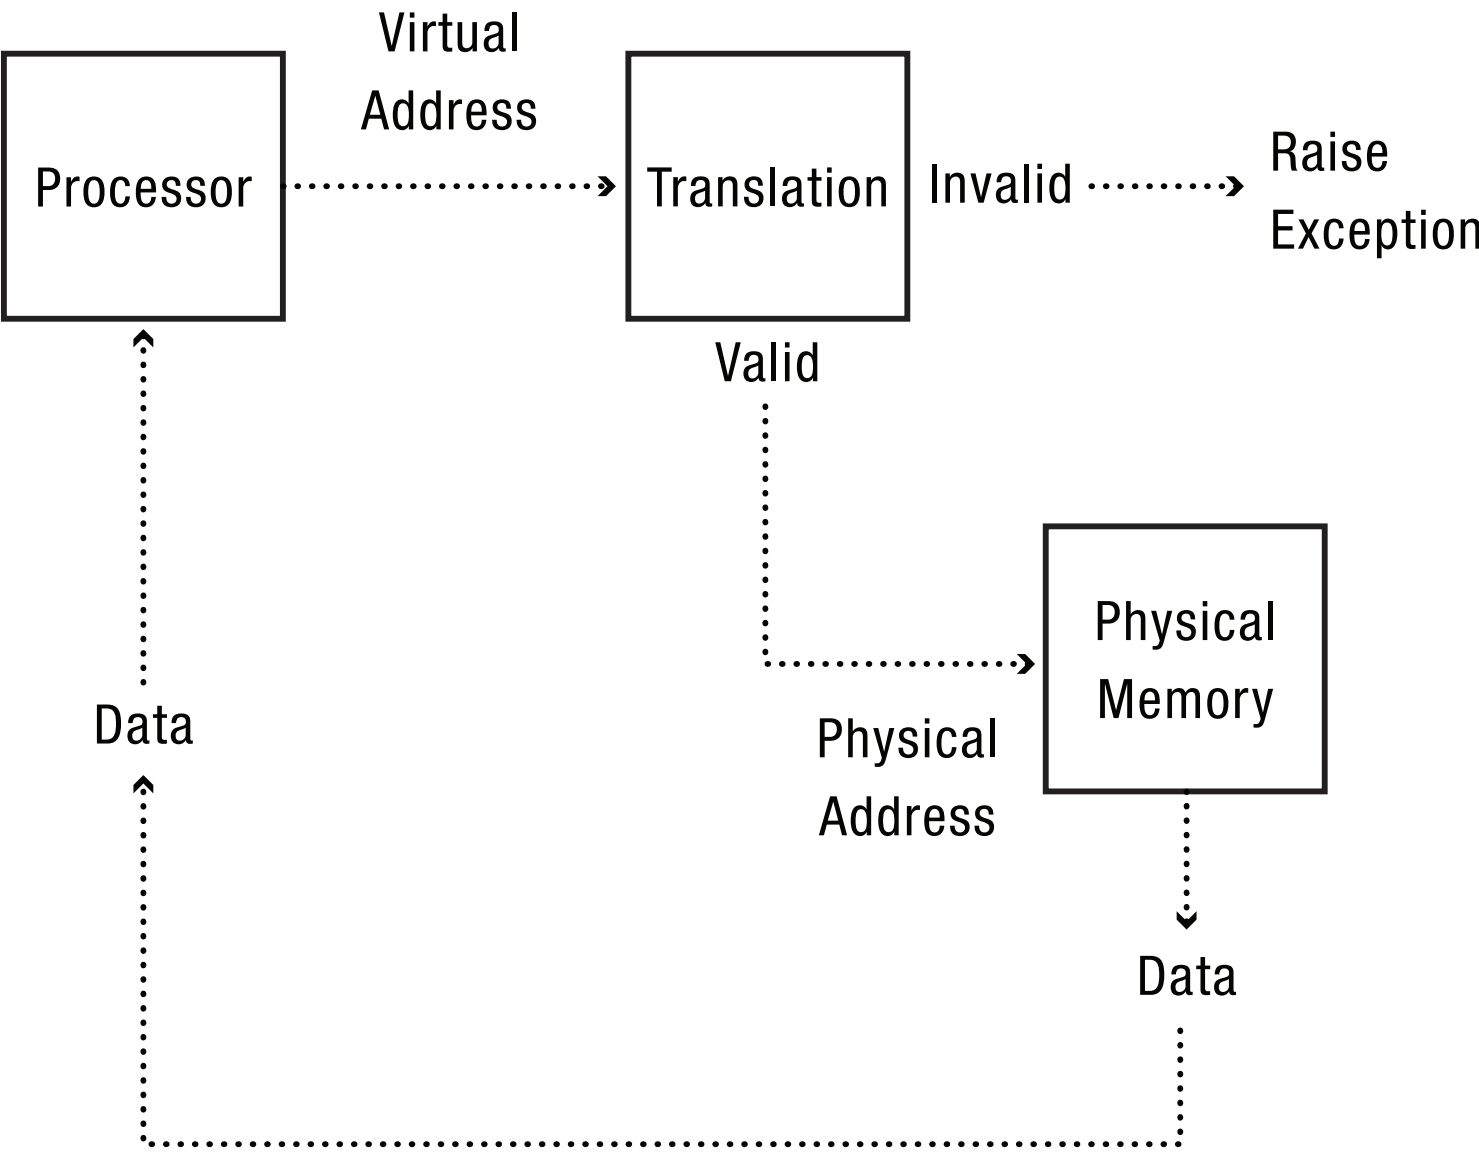 Virtual
Address
Processor
Translation
Invalid
Raise
Exception
Valid
Physical
Memory
Physical
Address
Data
Data